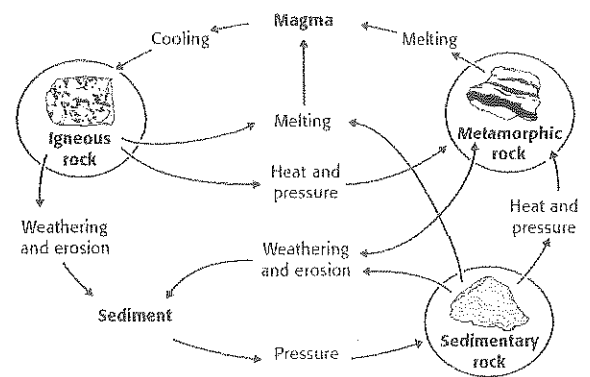 Magma
Cooling
Melting
Igneous
rock
Melting
Metamorphic
rock
Heat and
pressure
Heat and
pressure
Weathering
and erosion
Weathering
and erosion
Sediment
Pressure
Sedimentary
rock